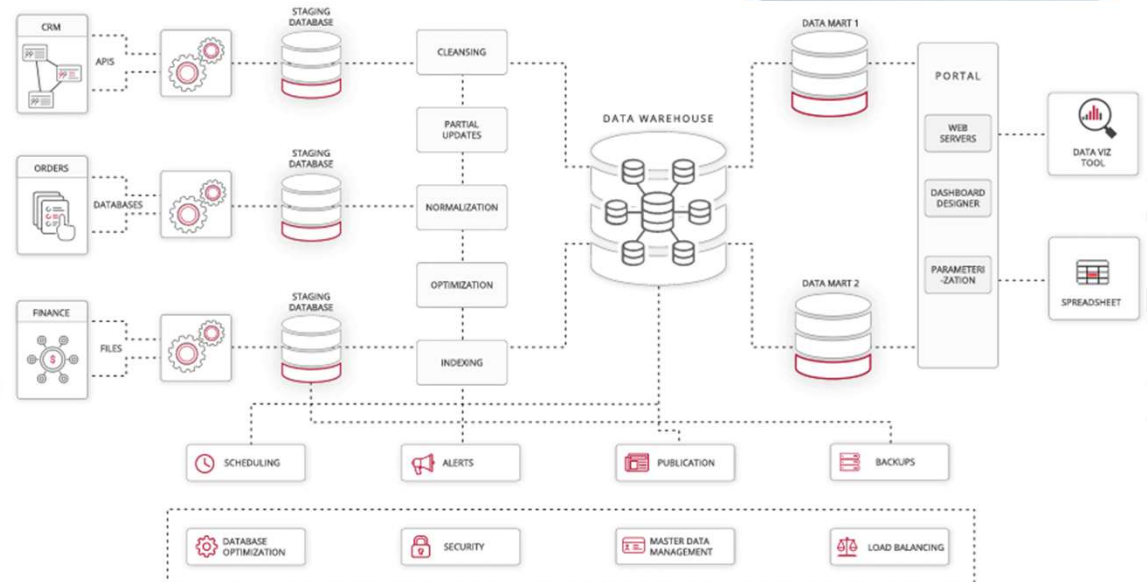 CRM
APIS
STAGING
DATABASE
CLEANSING
PARTIAL
UPDATES
ORDERS
DATABASES
STAGING
DATABASE
NORMALIZATION
OPTIMIZATION
FINANCE
$
FILES
STAGING
DATABASE
INDEXING
DATA WAREHOUSE
DATA MART 1
DATA MART 2
PORTAL
WEB
SERVERS
DASHBOARD
DESIGNER
PARAMETERI
-ZATION
DATA VIZ
TOOL
SPREADSHEET
SCHEDULING
ALERTS
PUBLICATION
BACKUPS
DATABASE
OPTIMIZATION
SECURITY
MASTER DATA
MANAGEMENT
LOAD BALANCING